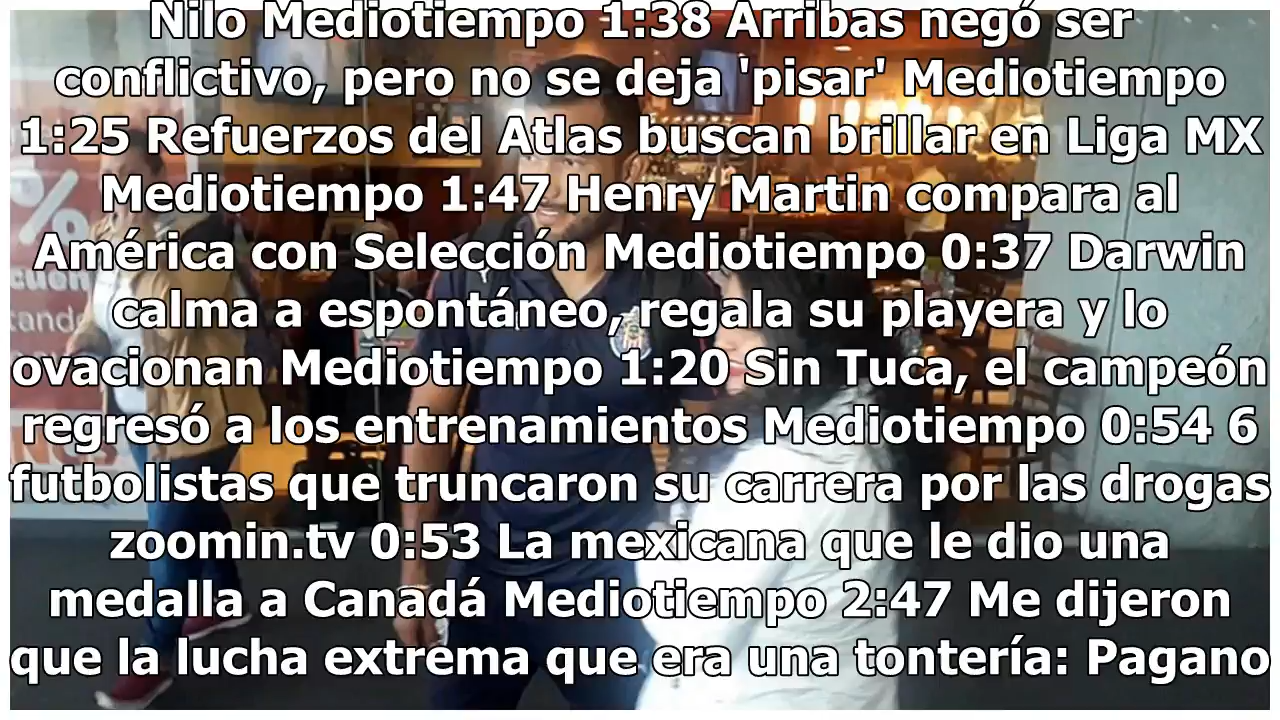 Nilo Mediotiempo 1:38 Arribas negó ser
conflictivo, pero no se deja 'pisar' Mediotiempo
1:25 Refuerzos del Atlas buscan brillar en Liga MX
Mediotiempo 1:47 Henry Martin compara al
América con Selección Mediotiempo 0:37 Darwin
calma a espontáneo, regala su playera y lo
ovacionan Mediotiempo 1:20 Sin Tuca, el campeón
regresó a los entrenamientos Mediotiempo 0:54 6
futbolistas que truncaron su carrera por las drogas
zoomin.tv 0:53 La mexicana que le dio una
medalla a Canadá Mediotiempo 2:47 Me dijeron
que la lucha extrema que era una tontería: Pagano
%